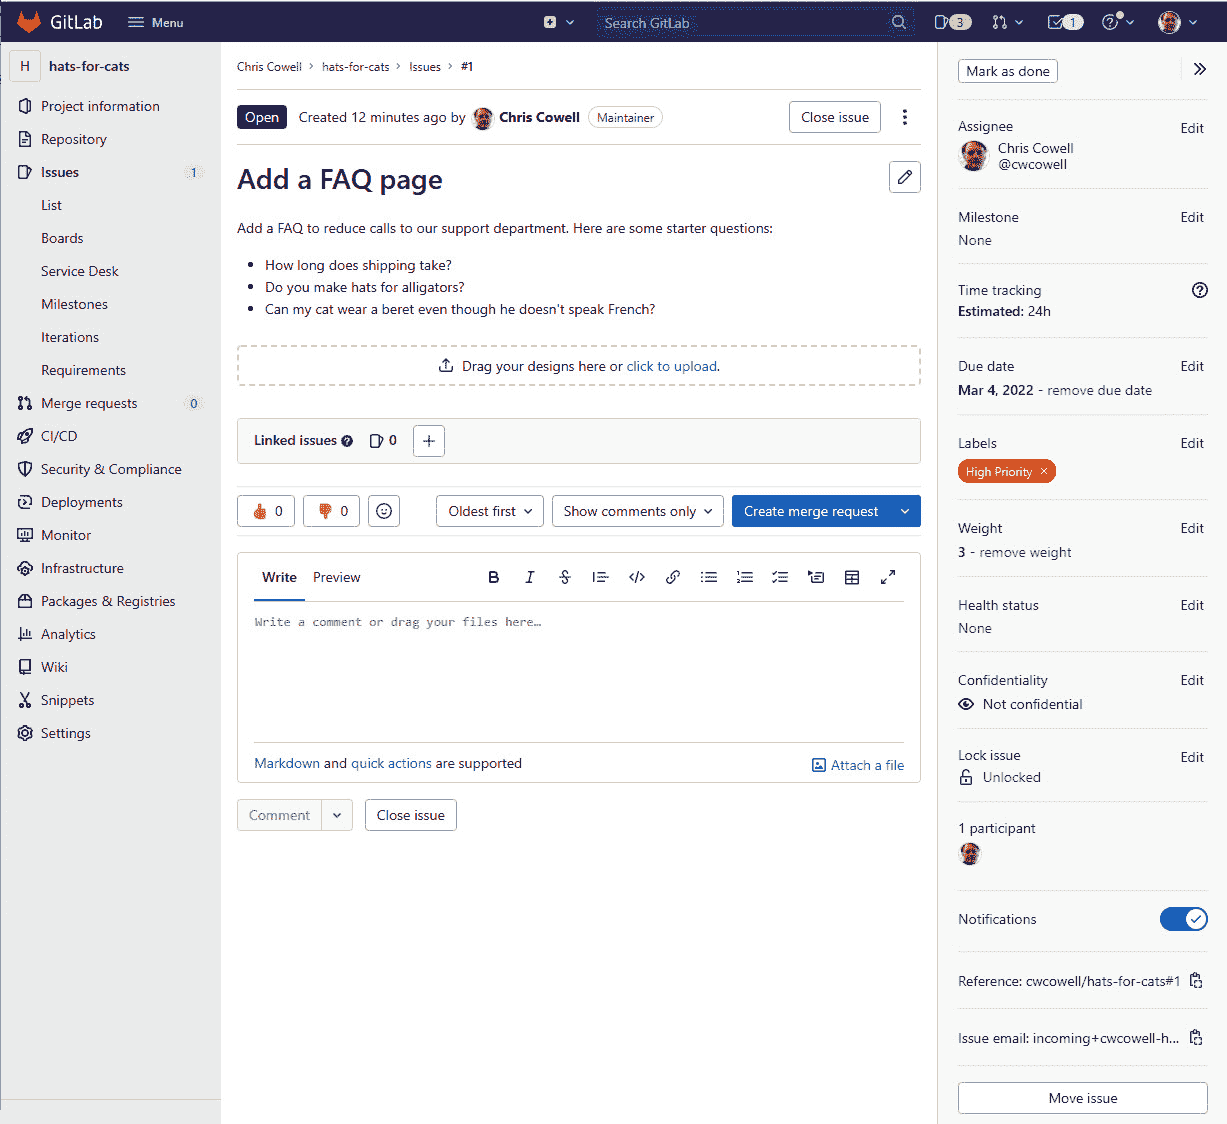 GitLab Menu Search GitLab 3 1
H hats-for-cats
Project information
Repository
Issues 1
List
Boards
Service Desk
Milestones
Iterations
Requirements
Merge requests 0
CI/CD
Security & Compliance
Deployments
Monitor
Infrastructure
Packages & Registries
Analytics
Wiki
Snippets
Settings
Chris Cowell > hats-for-cats > Issues > #1
Open Created 12 minutes ago by Chris Cowell Maintainer Close issue
Add a FAQ page
Add a FAQ to reduce calls to our support department. Here are some starter questions:
• How long does shipping take?
• Do you make hats for alligators?
• Can my cat wear a beret even though he doesn't speak French?
Drag your designs here or click to upload.
Linked issues 0 +
0 0 Oldest first Show comments only Create merge request
Write Preview B I S
Write a comment or drag your files here…
Markdown and quick actions are supported Attach a file
Comment Close issue
Mark as done
Assignee Edit
Chris Cowell
@cwcowell
Milestone Edit
None
Time tracking
Estimated: 24h
Due date Edit
Mar 4, 2022 - remove due date
Labels Edit
High Priority ×
Weight Edit
3 - remove weight
Health status Edit
None
Confidentiality Edit
Not confidential
Lock issue Edit
Unlocked
1 participant
Notifications
Reference: cwcowell/hats-for-cats#1
Issue email: incoming+cwcowell-h...
Move issue